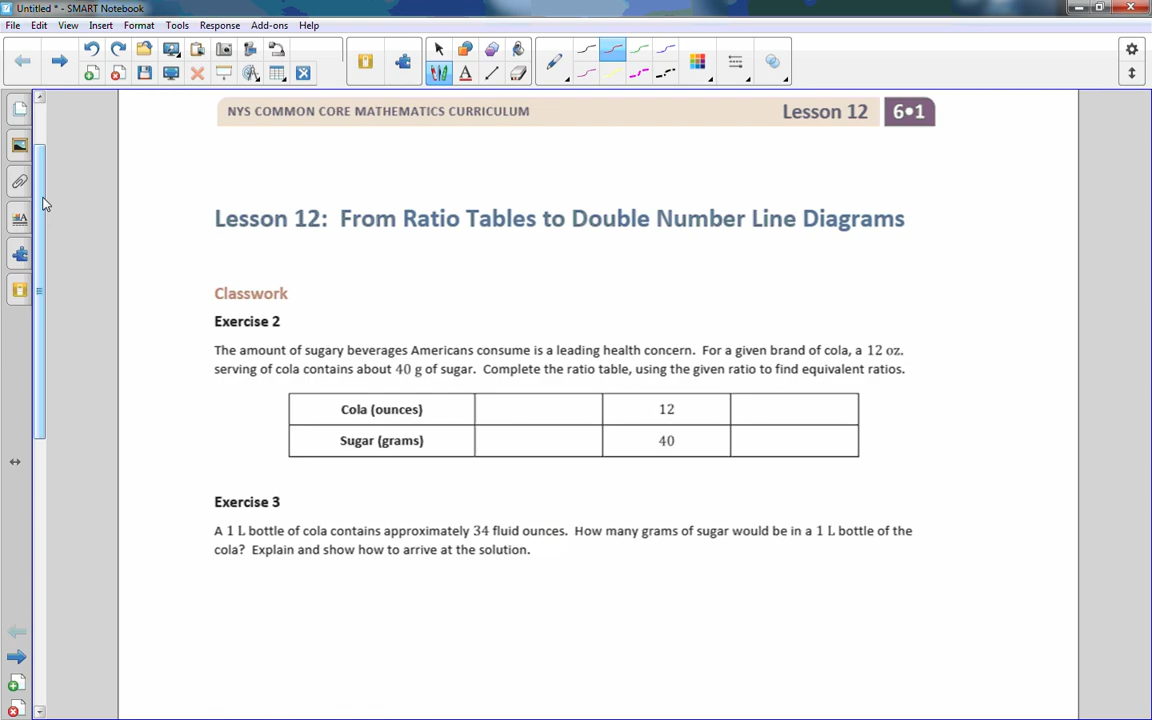 Untitled * - SMART Notebook
File Edit View Insert Format Tools Response Add-ons Help
NYS COMMON CORE MATHEMATICS CURRICULUM Lesson 12 6•1
Lesson 12: From Ratio Tables to Double Number Line Diagrams
Classwork
Exercise 2
The amount of sugary beverages Americans consume is a leading health concern. For a given brand of cola, a 12 oz.
serving of cola contains about 40 g of sugar. Complete the ratio table, using the given ratio to find equivalent ratios.
Cola (ounces) 12
Sugar (grams) 40
Exercise 3
A 1 L bottle of cola contains approximately 34 fluid ounces. How many grams of sugar would be in a 1 L bottle of the
cola? Explain and show how to arrive at the solution.